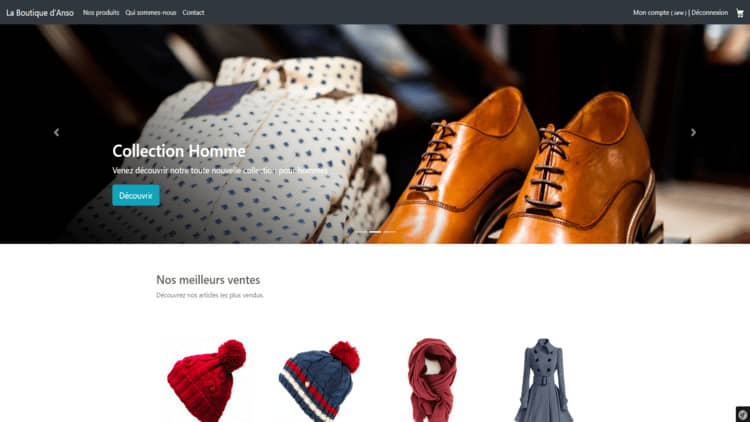 La Boutique d'Anso
Nos produits
Qui sommes-nous
Contact
Mon compte ( sew ) | Déconnexion
Collection Homme
Venez découvrir notre toute nouvelle collection pour hommes
Découvrir
Nos meilleurs ventes
Découvrez nos articles les plus vendus.